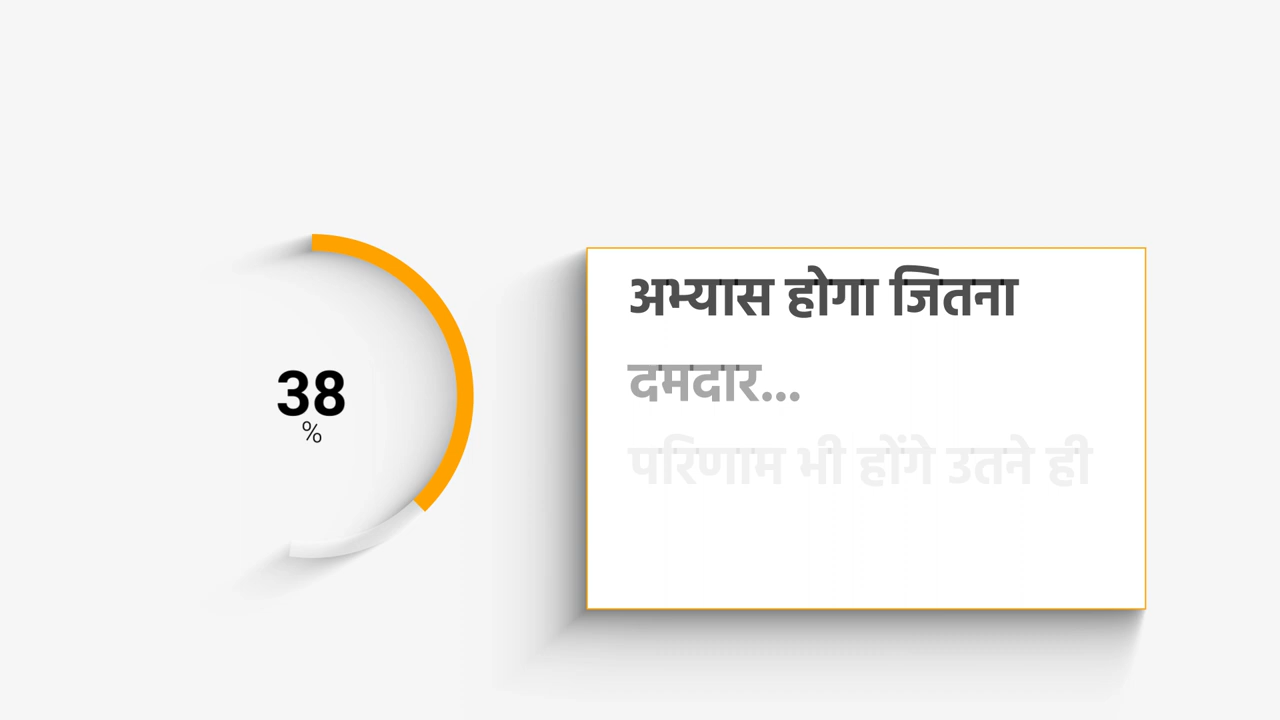 38
%
अभ्यास होगा जितना
दमदार...
परिणाम भी होंगे उतने ही